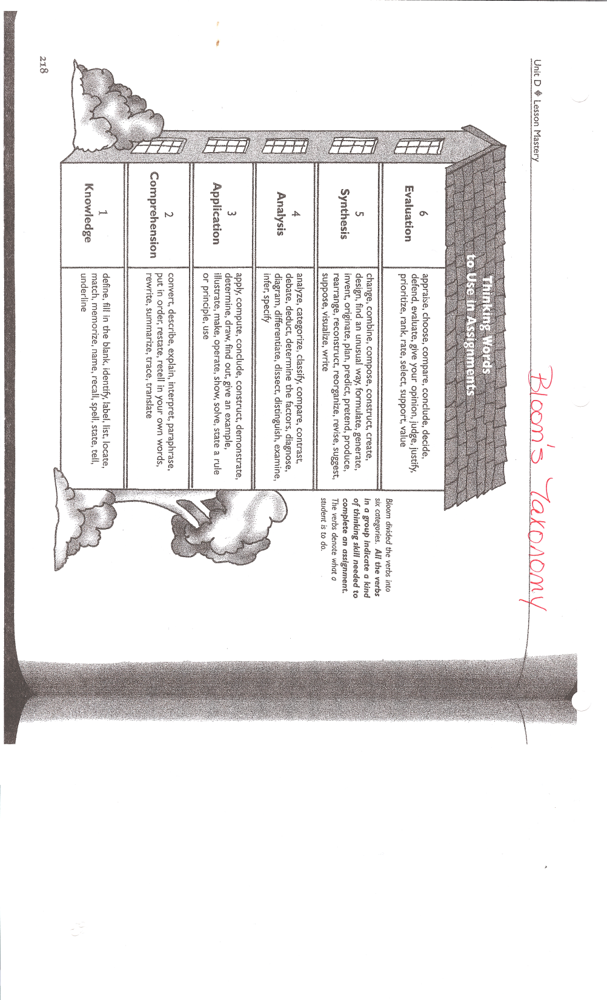 Unit D ◆ Lesson Mastery
Bloom's Taxonomy
Thinking Words
to Use in Assignments
6
Evaluation
appraise, choose, compare, conclude, decide,
defend, evaluate, give your opinion, judge, justify,
prioritize, rank, rate, select, support, value
5
Synthesis
change, combine, compose, construct, create,
design, find an unusual way, formulate, generate,
invent, originate, plan, predict, pretend, produce,
rearrange, reconstruct, reorganize, revise, suggest,
suppose, visualize, write
4
Analysis
analyze, categorize, classify, compare, contrast,
debate, deduct, determine the factors, diagnose,
diagram, differentiate, dissect, distinguish, examine,
infer, specify
3
Application
apply, compute, conclude, construct, demonstrate,
determine, draw, find out, give an example,
illustrate, make, operate, show, solve, state a rule
or principle, use
2
Comprehension
convert, describe, explain, interpret, paraphrase,
put in order, restate, retell in your own words,
rewrite, summarize, trace, translate
1
Knowledge
define, fill in the blank, identify, label, list, locate,
match, memorize, name, recall, spell, state, tell,
underline
Bloom divided the verbs into
six categories. All the verbs
in a group indicate a kind
of thinking skill needed to
complete an assignment.
The verbs denote what a
student is to do.
218